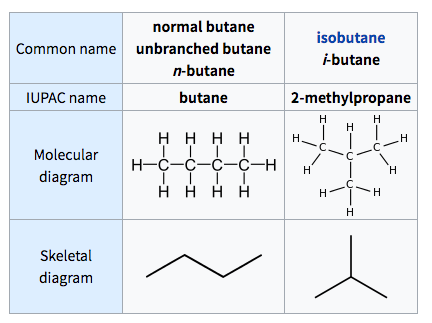 Common name
normal butane
unbranched butane
n-butane
isobutane
i-butane
IUPAC name
butane
2-methylpropane
Molecular
diagram
H H H H
H–C–C–C–C–H
H H H H
H H H
H H
C C
C
H H
C
H H
H
Skeletal
diagram